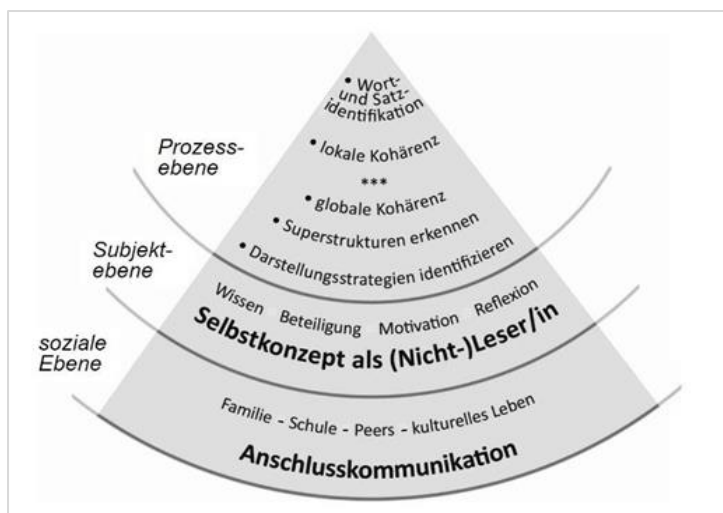 • Wort-
und Satz-
identifikation
Prozess-
ebene
• lokale Kohärenz
***
• globale Kohärenz
• Superstrukturen erkennen
• Darstellungsstrategien identifizieren
Subjekt-
ebene
Wissen Beteiligung Motivation Reflexion
Selbstkonzept als (Nicht-)Leser/in
soziale
Ebene
Familie - Schule - Peers - kulturelles Leben
Anschlusskommunikation